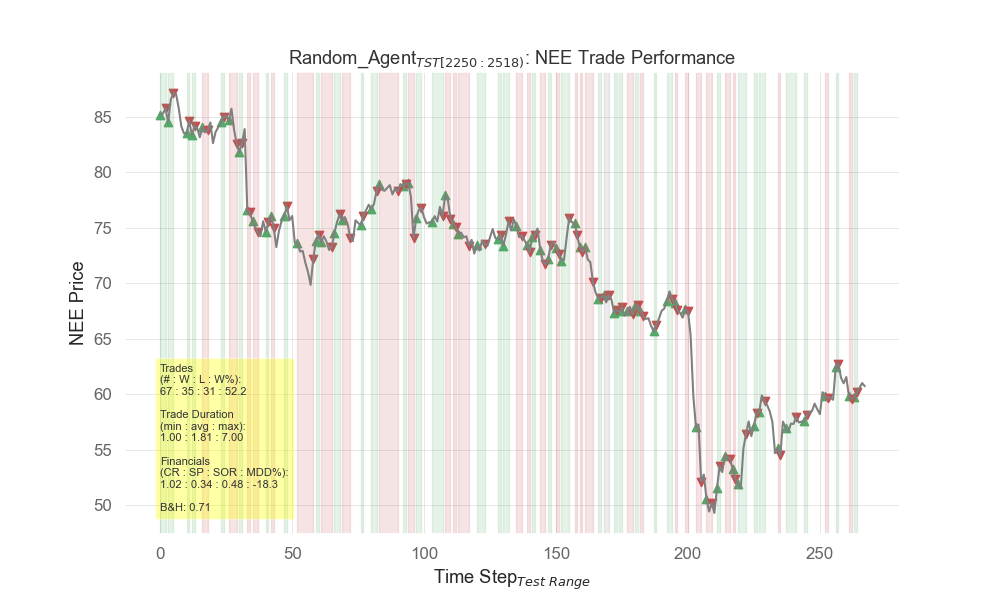 Random_Agent TST[2250 : 2518): NEE Trade Performance
NEE Price
85
80
75
70
65
60
55
50
Trades
(# : W : L : W%):
67 : 35 : 31 : 52.2
Trade Duration
(min : avg : max):
1.00 : 1.81 : 7.00
Financials
(CR : SP : SOR : MDD%):
1.02 : 0.34 : 0.48 : -18.3
B&H: 0.71
0 50 100 150 200 250
Time Step Test Range